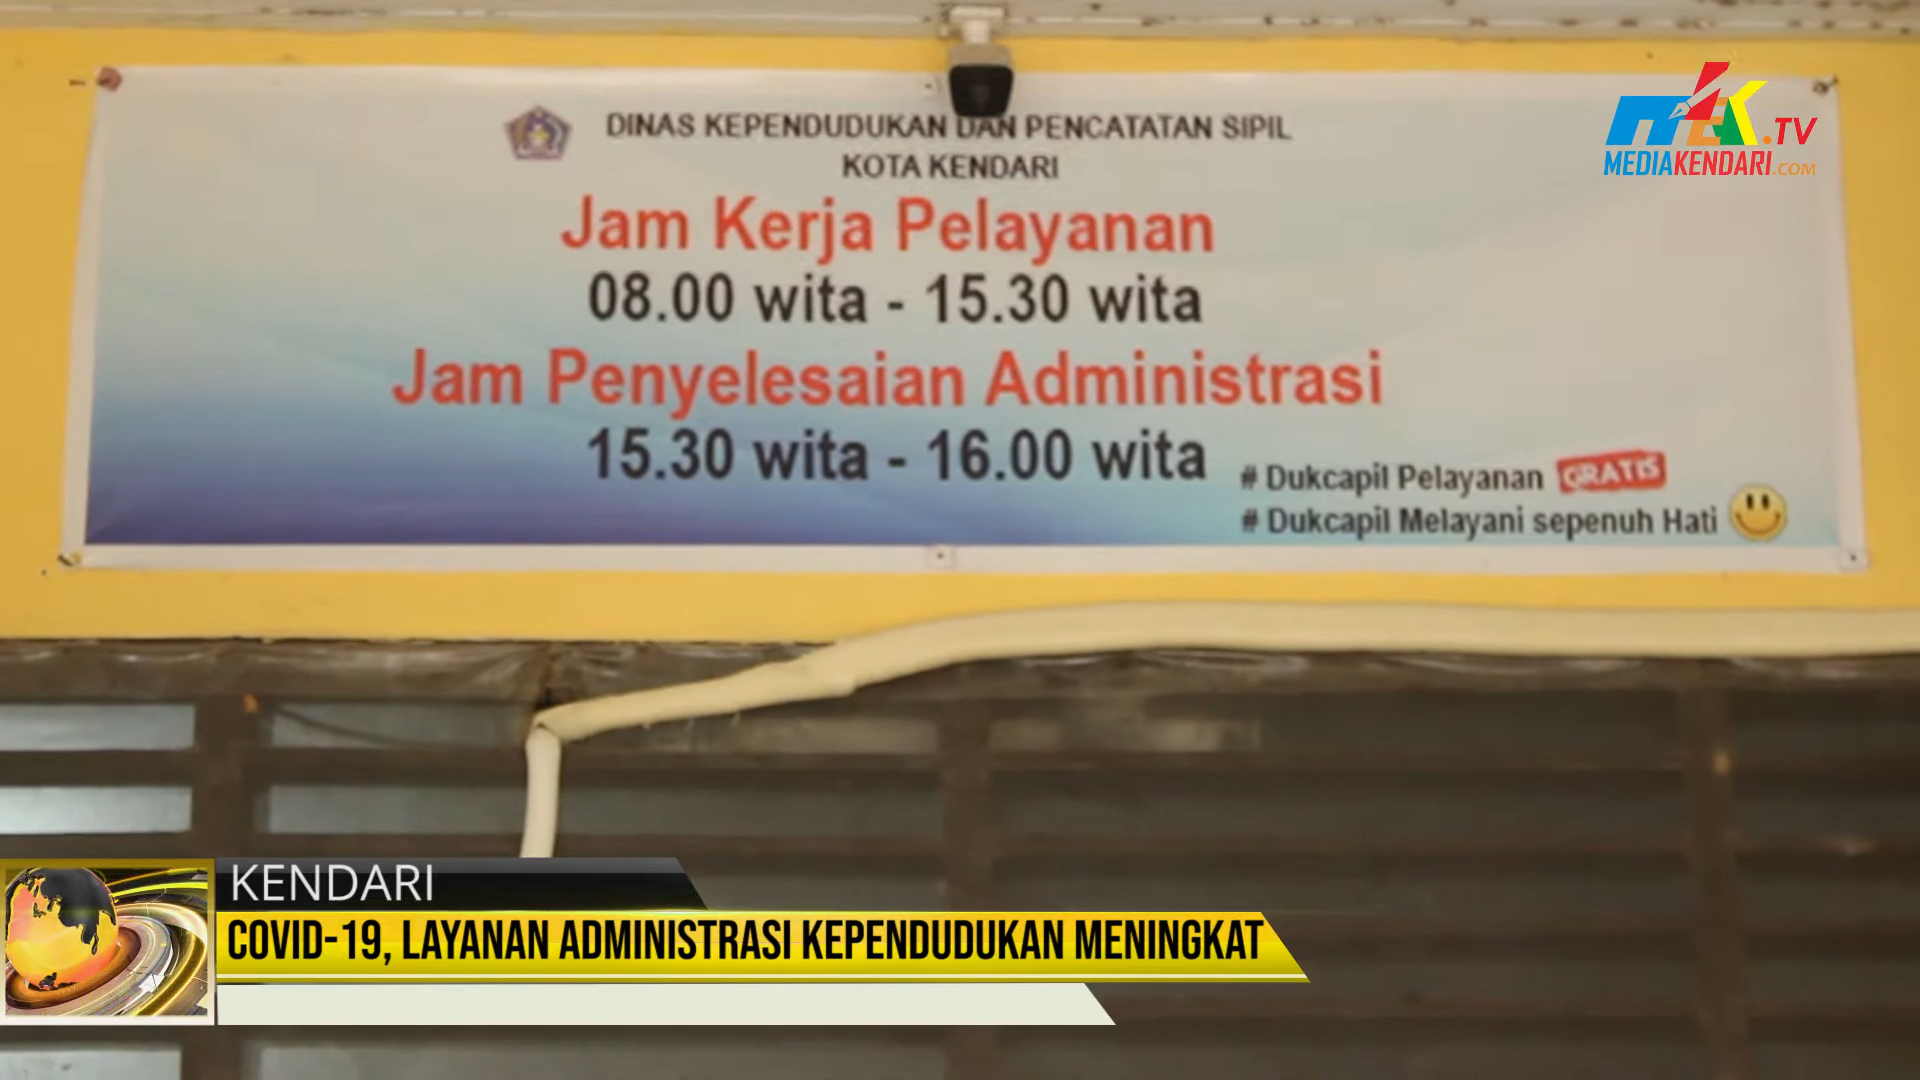 DINAS KEPENDUDUKAN DAN PENCATATAN SIPIL
KOTA KENDARI
Jam Kerja Pelayanan
08.00 wita - 15.30 wita
Jam Penyelesaian Administrasi
15.30 wita - 16.00 wita
# Dukcapil Pelayanan GRATIS
# Dukcapil Melayani sepenuh Hati
MEK.TV
MEDIAKENDARI.COM
KENDARI
COVID-19, LAYANAN ADMINISTRASI KEPENDUDUKAN MENINGKAT